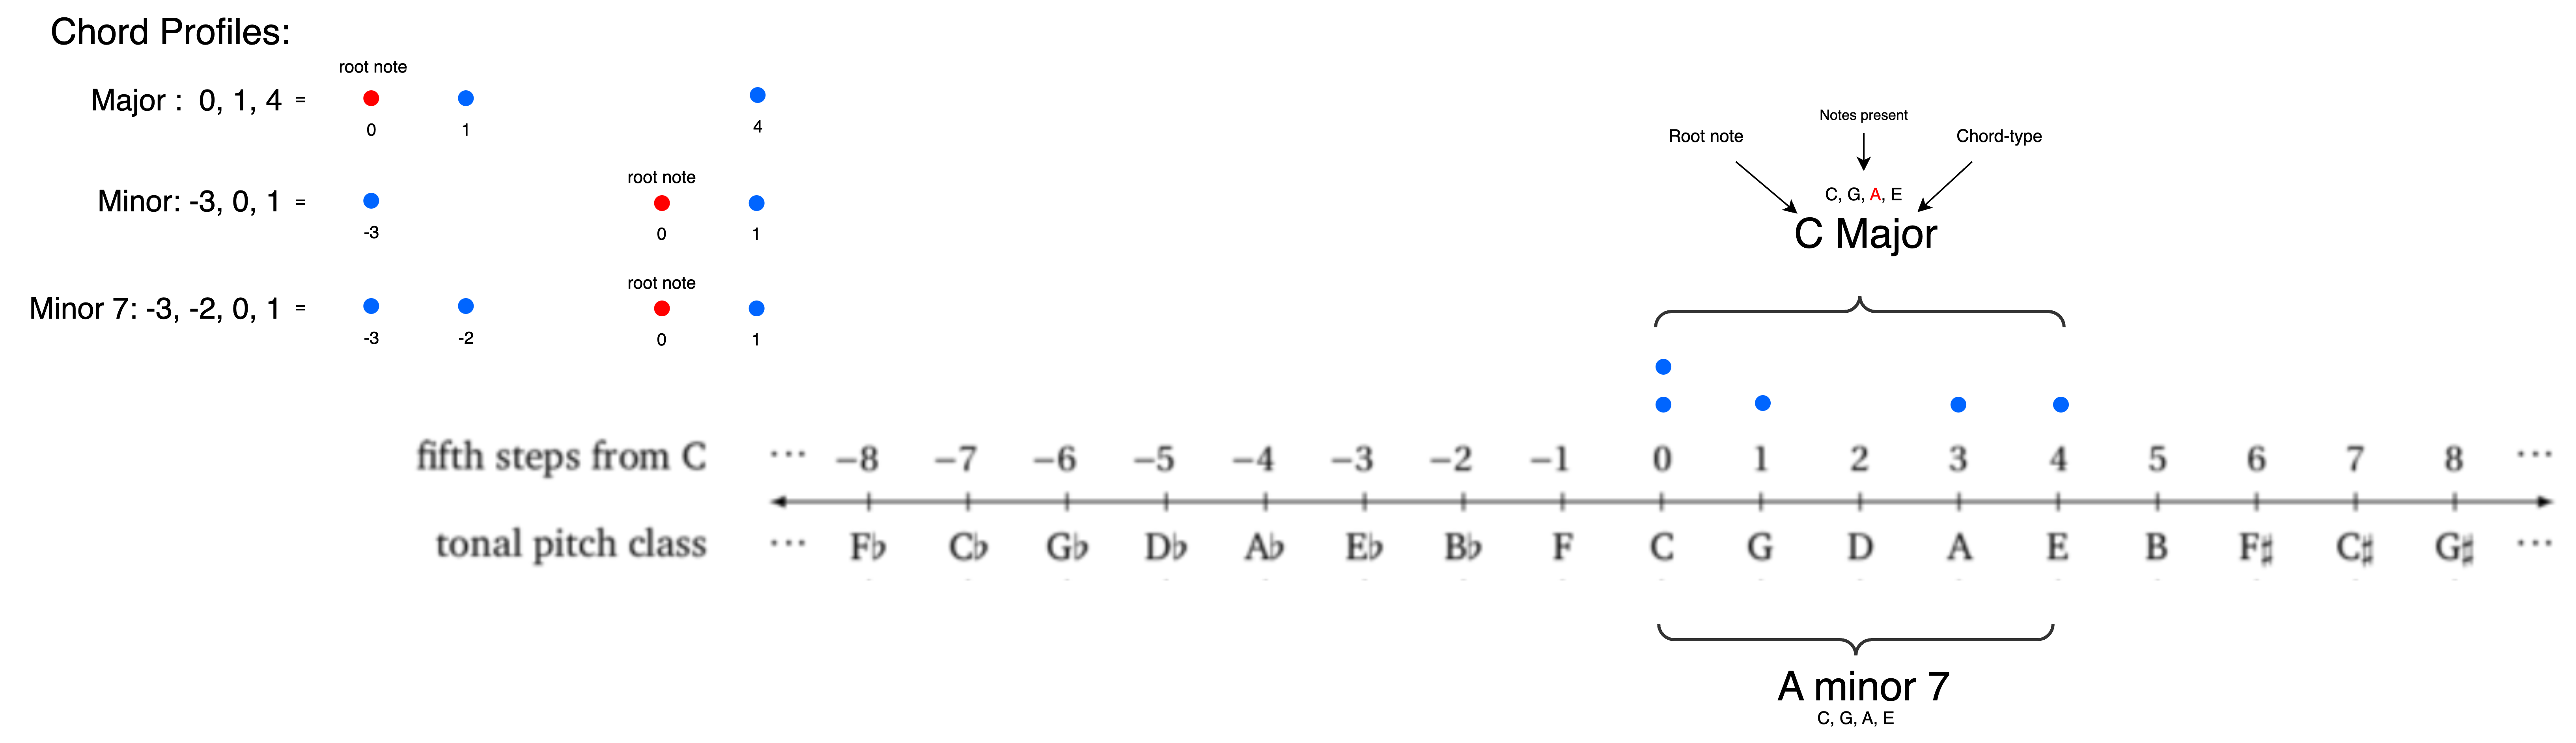 Chord Profiles:
root note
Major : 0, 1, 4 =
0 1 4
root note
Minor: -3, 0, 1 =
-3 0 1
root note
Minor 7: -3, -2, 0, 1 =
-3 -2 0 1
Notes present
Root note
Chord-type
C, G, A, E
C Major
fifth steps from C ... −8 −7 −6 −5 −4 −3 −2 −1 0 1 2 3 4 5 6 7 8 ...
tonal pitch class ... F♭ C♭ G♭ D♭ A♭ E♭ B♭ F C G D A E B F♯ C♯ G♯ ...
A minor 7
C, G, A, E